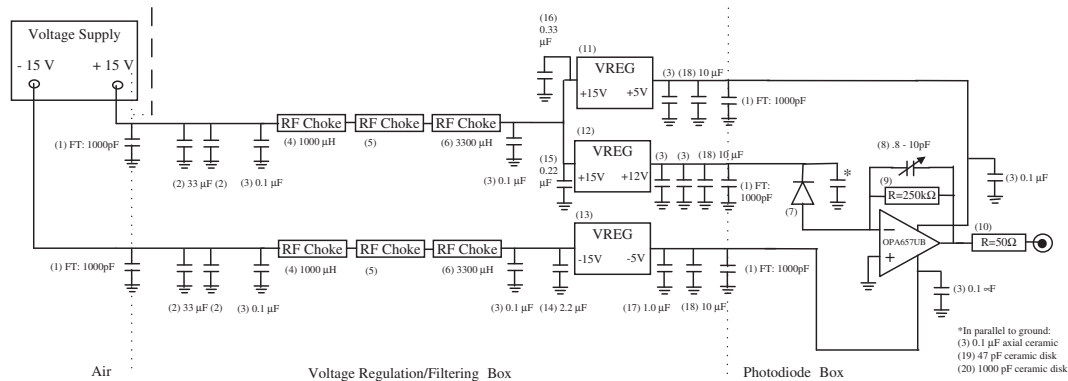 Voltage Supply
- 15 V
+ 15 V
(1) FT: 1000pF
(2) 33 µF (2)
(3) 0.1 µF
RF Choke
RF Choke
RF Choke
(4) 1000 µH
(5)
(6) 3300 µH
(3) 0.1 µF
(16)
0.33
µF
(11)
VREG
+15V
+5V
(3) (18) 10 µF
(1) FT: 1000pF
(12)
(15)
0.22
µF
VREG
+15V
+12V
(3)
(3)
(18) 10 µF
(1) FT:
1000pF
(7)
*
(8) .8 - 10pF
(9)
R=250kΩ
(3) 0.1 µF
OPA657UB
(10)
R=50Ω
(3) 0.1 ∞F
(1) FT: 1000pF
(2) 33 µF (2)
(3) 0.1 µF
RF Choke
RF Choke
RF Choke
(4) 1000 µH
(5)
(6) 3300 µH
(3) 0.1 µF
(14) 2.2 µF
(13)
VREG
-15V
-5V
(17) 1.0 µF
(18) 10 µF
(1) FT: 1000pF
*In parallel to ground:
(3) 0.1 µF axial ceramic
(19) 47 pF ceramic disk
(20) 1000 pF ceramic disk
Air
Voltage Regulation/Filtering Box
Photodiode Box